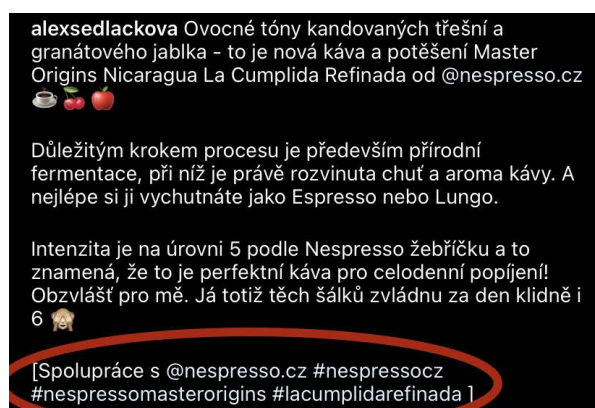 alexsedlackova Ovocné tóny kandovaných třešní a
granátového jablka - to je nová káva a potěšení Master
Origins Nicaragua La Cumplida Refinada od @nespresso.cz
☕🍒🍎
Důležitým krokem procesu je především přírodní
fermentace, při níž je právě rozvinuta chuť a aroma kávy. A
nejlépe si ji vychutnáte jako Espresso nebo Lungo.
Intenzita je na úrovni 5 podle Nespresso žebříčku a to
znamená, že to je perfektní káva pro celodenní popíjení!
Obzvlášť pro mě. Já totiž těch šálků zvládnu za den klidně i
6 🙈
[Spolupráce s @nespresso.cz #nespressocz
#nespressomasterorigins #lacumplidarefinada ]